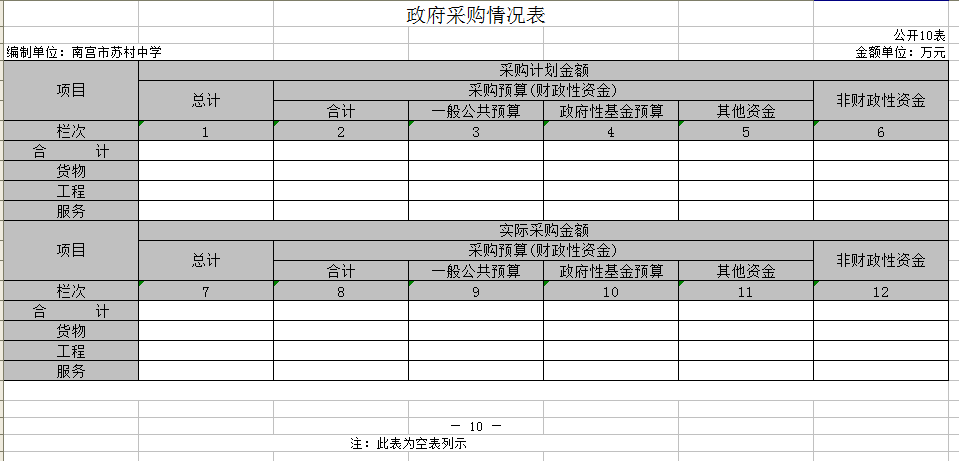 政府采购情况表
公开10表
编制单位：南宫市苏村中学 金额单位：万元
项目 采购计划金额
总计 采购预算(财政性资金) 非财政性资金
合计 一般公共预算 政府性基金预算 其他资金
栏次 1 2 3 4 5 6
合 计
货物
工程
服务
项目 实际采购金额
总计 采购预算(财政性资金) 非财政性资金
合计 一般公共预算 政府性基金预算 其他资金
栏次 7 8 9 10 11 12
合 计
货物
工程
服务
— 10 —
注：此表为空表列示